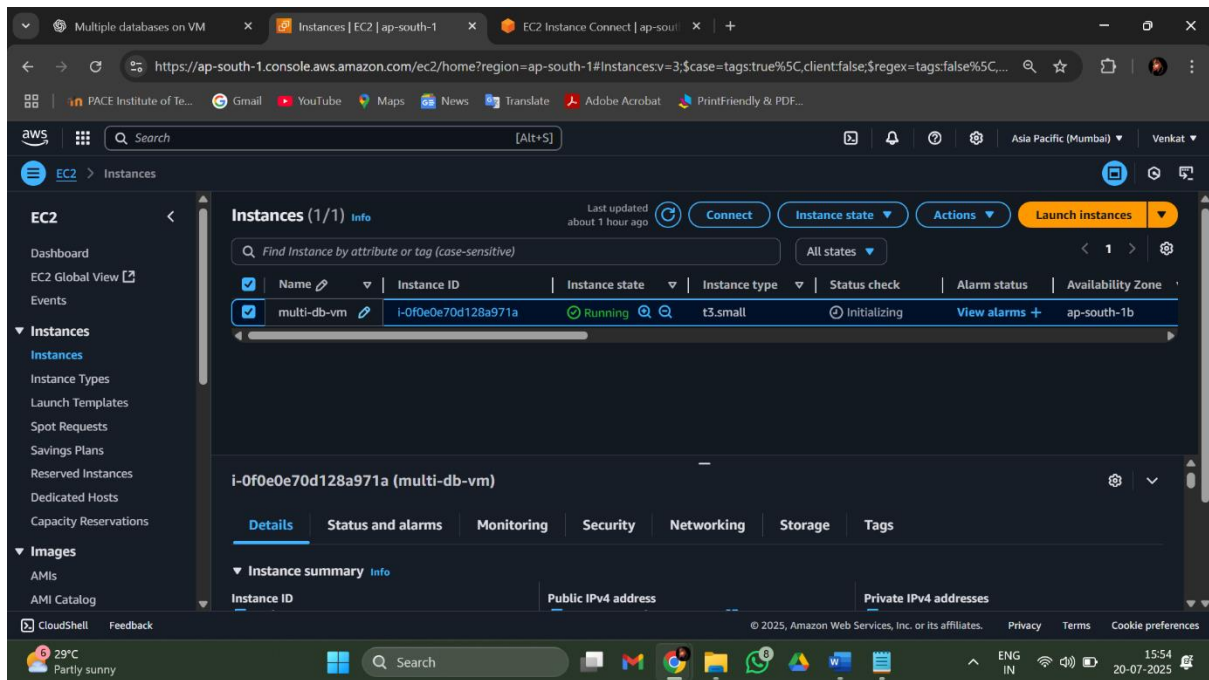 Multiple databases on VM
Instances | EC2 | ap-south-1
EC2 Instance Connect | ap-sout
https://ap-south-1.console.aws.amazon.com/ec2/home?region=ap-south-1#Instances:v=3;$case=tags:true%5C,client:false;$regex=tags:false%5C,...
PACE Institute of Te...
Gmail
YouTube
Maps
News
Translate
Adobe Acrobat
PrintFriendly & PDF...
aws
Search
[Alt+S]
Asia Pacific (Mumbai)
Venkat
EC2 > Instances
EC2
Dashboard
EC2 Global View
Events
Instances
Instances
Instance Types
Launch Templates
Spot Requests
Savings Plans
Reserved Instances
Dedicated Hosts
Capacity Reservations
Images
AMIs
AMI Catalog
Instances (1/1) Info
Last updated
about 1 hour ago
Connect
Instance state
Actions
Launch instances
Find Instance by attribute or tag (case-sensitive)
All states
1
Name
Instance ID
Instance state
Instance type
Status check
Alarm status
Availability Zone
multi-db-vm
i-0f0e0e70d128a971a
Running
t3.small
Initializing
View alarms +
ap-south-1b
i-0f0e0e70d128a971a (multi-db-vm)
Details
Status and alarms
Monitoring
Security
Networking
Storage
Tags
Instance summary Info
Instance ID
Public IPv4 address
Private IPv4 addresses
CloudShell
Feedback
© 2025, Amazon Web Services, Inc. or its affiliates.
Privacy
Terms
Cookie preferences
6
29°C
Partly sunny
Search
8
ENG
IN
15:54
20-07-2025